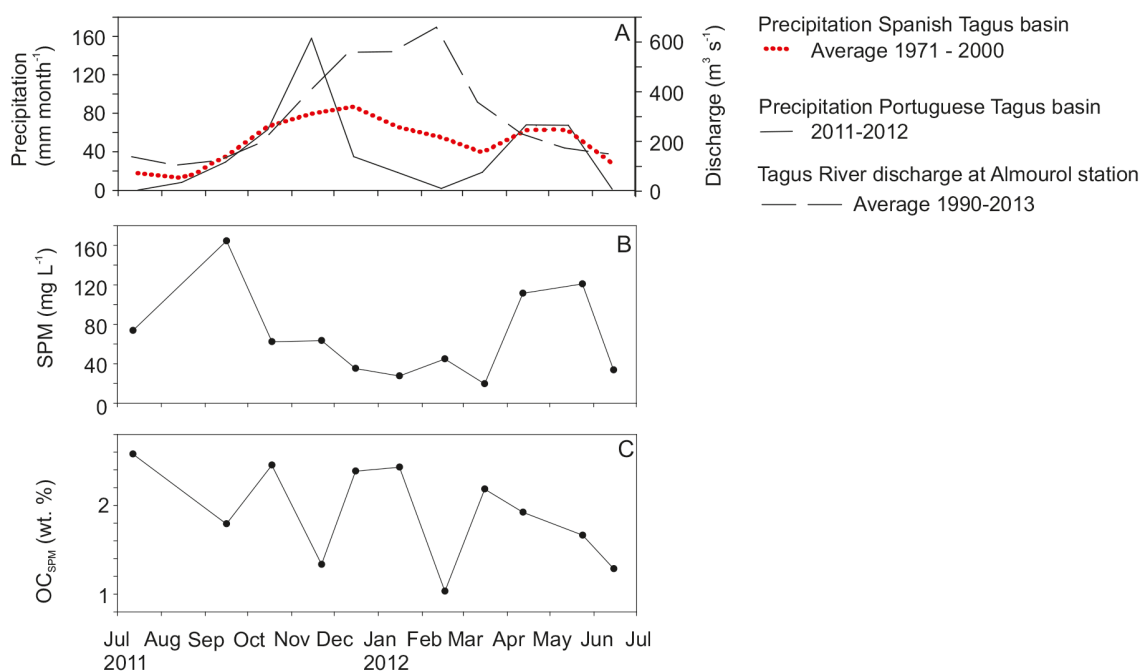 Precipitation
(mm month⁻¹)
160
120
80
40
0
A
600
400
200
0
Discharge (m³ s⁻¹)
Precipitation Spanish Tagus basin
Average 1971 - 2000
Precipitation Portuguese Tagus basin
2011-2012
Tagus River discharge at Almourol station
Average 1990-2013
SPM (mg L⁻¹)
160
120
80
40
0
B
OCSPM (wt. %)
2
1
C
Jul Aug Sep Oct Nov Dec Jan Feb Mar Apr May Jun Jul
2011 2012